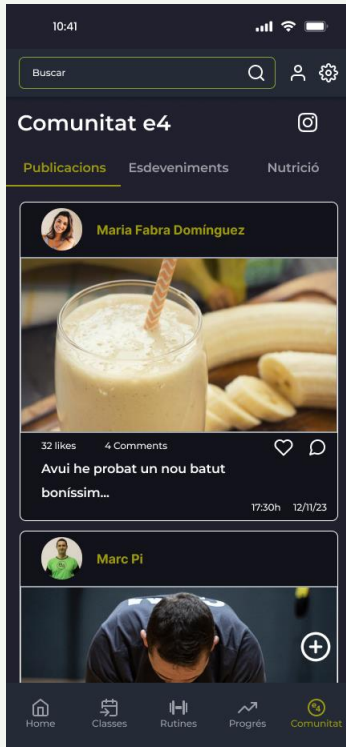 10:41
Buscar
Comunitat e4
Publicacions Esdeveniments Nutrició
Maria Fabra Domínguez
32 likes 4 Comments
Avui he probat un nou batut
boníssim...
17:30h 12/11/23
Marc Pi
Home Classes Rutines Progrés e4 Comunitat